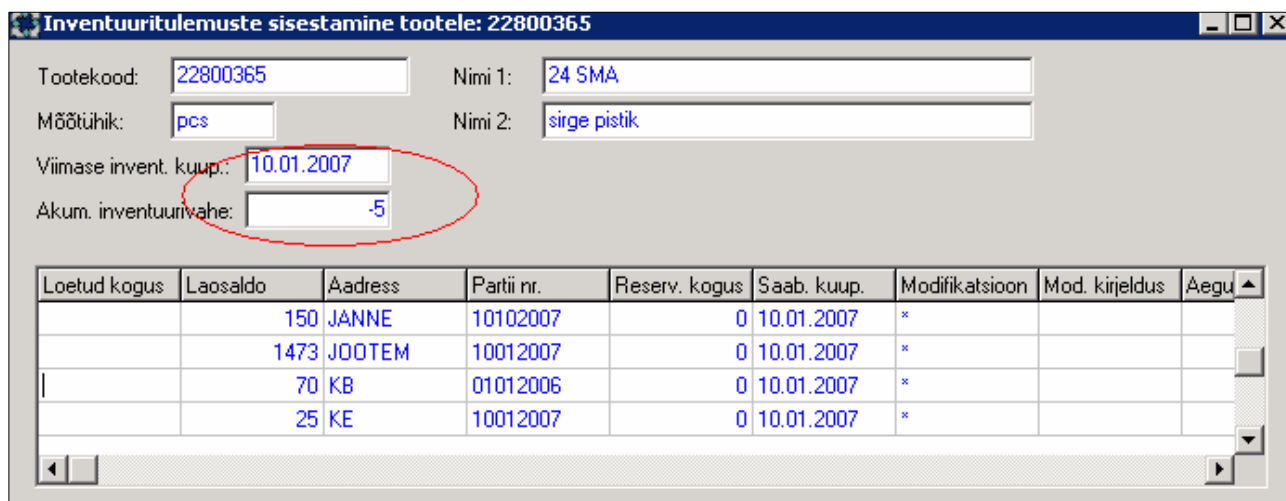 Inventuuritulemuste sisestamine tootele: 22800365
Tootekood: 22800365 Nimi 1: 24 SMA
Mõõtühik: pcs Nimi 2: sirge pistik
Viimase invent. kuup.: 10.01.2007
Akum. inventuurivahe: -5
Loetud kogus Laosaldo Aadress Partii nr. Reserv. kogus Saab. kuup. Modifikatsioon Mod. kirjeldus Aegu
150 JANNE 10102007 0 10.01.2007 *
1473 JOOTEM 10012007 0 10.01.2007 *
70 KB 01012006 0 10.01.2007 *
25 KE 10012007 0 10.01.2007 *